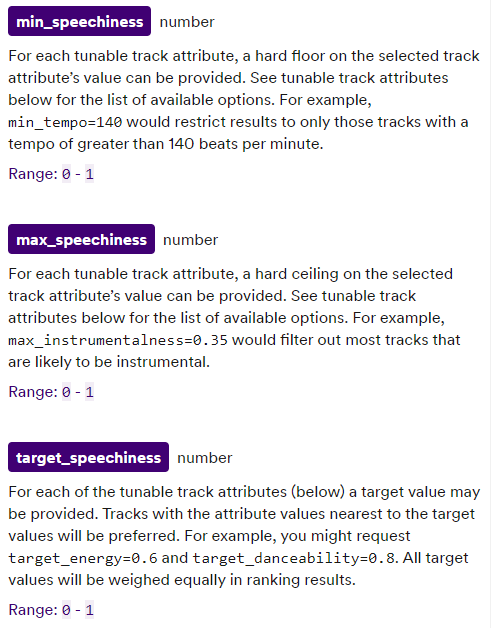 min_speechiness number
For each tunable track attribute, a hard floor on the selected track
attribute’s value can be provided. See tunable track attributes
below for the list of available options. For example,
min_tempo=140 would restrict results to only those tracks with a
tempo of greater than 140 beats per minute.
Range: 0 - 1
max_speechiness number
For each tunable track attribute, a hard ceiling on the selected
track attribute’s value can be provided. See tunable track
attributes below for the list of available options. For example,
max_instrumentalness=0.35 would filter out most tracks that
are likely to be instrumental.
Range: 0 - 1
target_speechiness number
For each of the tunable track attributes (below) a target value may
be provided. Tracks with the attribute values nearest to the target
values will be preferred. For example, you might request
target_energy=0.6 and target_danceability=0.8. All target
values will be weighed equally in ranking results.
Range: 0 - 1